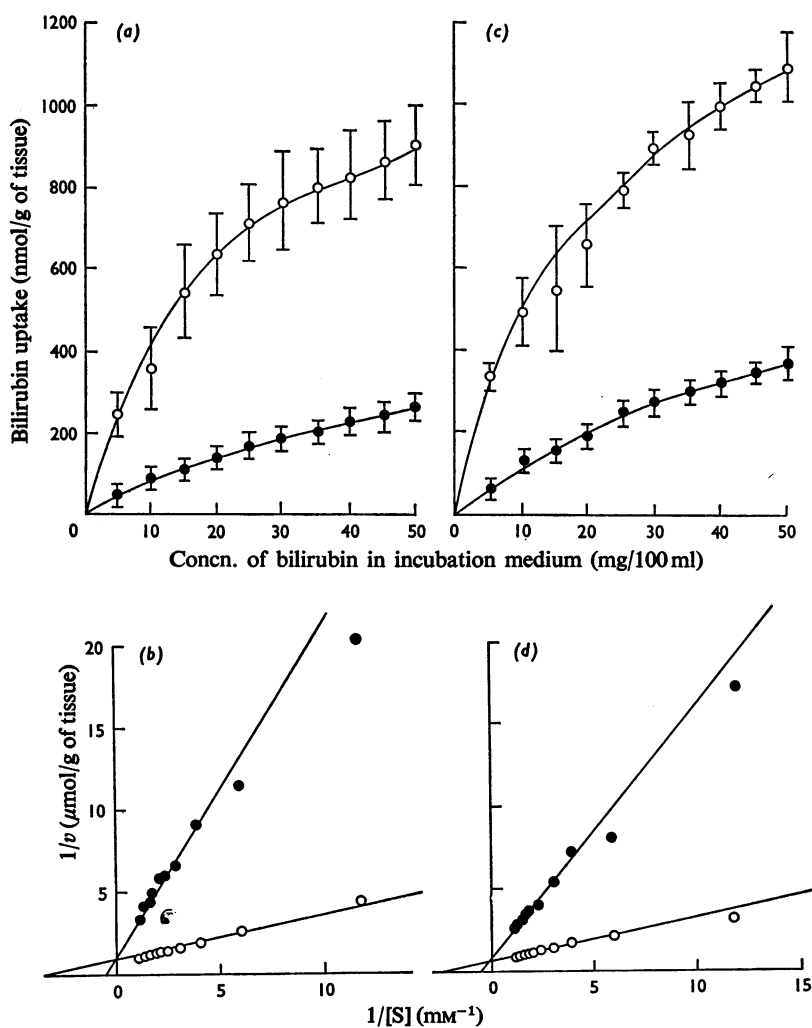 (a)
(c)
1200
1000
800
600
400
200
Bilirubin uptake (nmol/g of tissue)
0 10 20 30 40 50
0 10 20 30 40 50
Concn. of bilirubin in incubation medium (mg/100 ml)
(b)
(d)
20
15
10
5
1/v (μmol/g of tissue)
0 5 10
0 5 10 15
1/[S] (mM⁻¹)